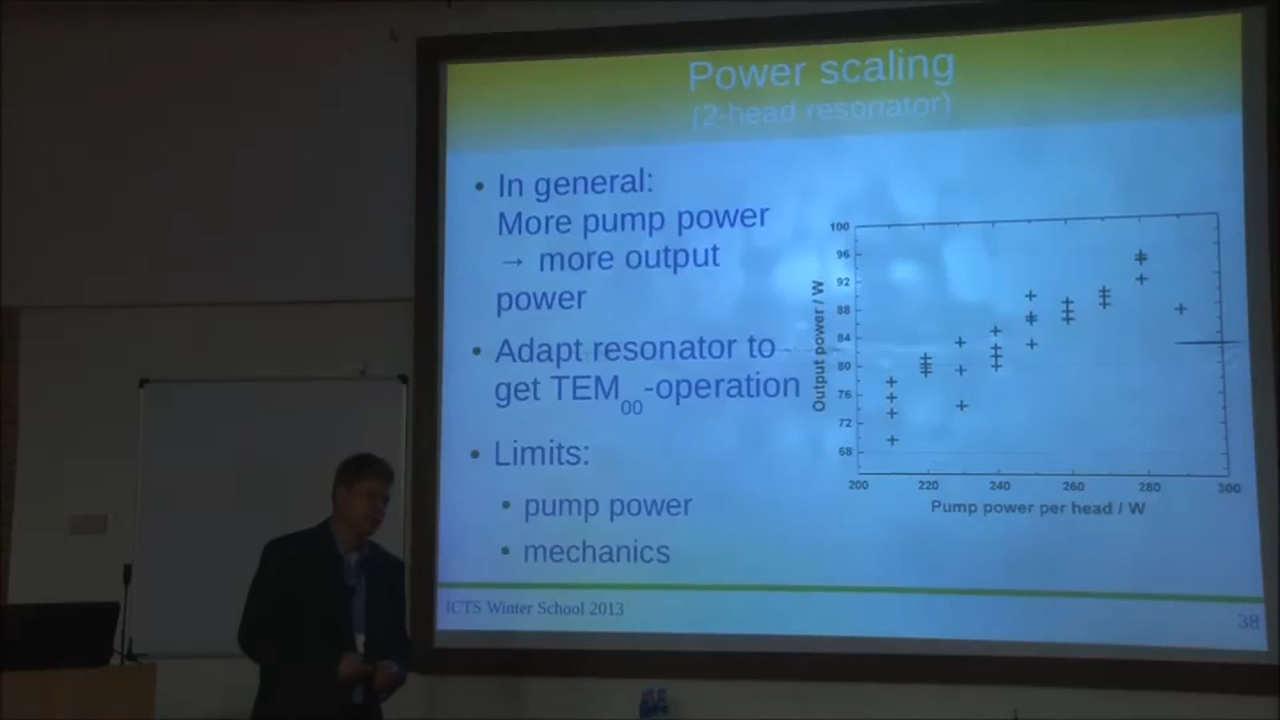 Power scaling
(2-head resonator)
• In general:
More pump power
→ more output
power
• Adapt resonator to
get TEM00-operation
• Limits:
• pump power
• mechanics
Output power / W
100
96
92
88
84
80
76
72
68
200 220 240 260 280 300
Pump power per head / W
ICTS Winter School 2013
38